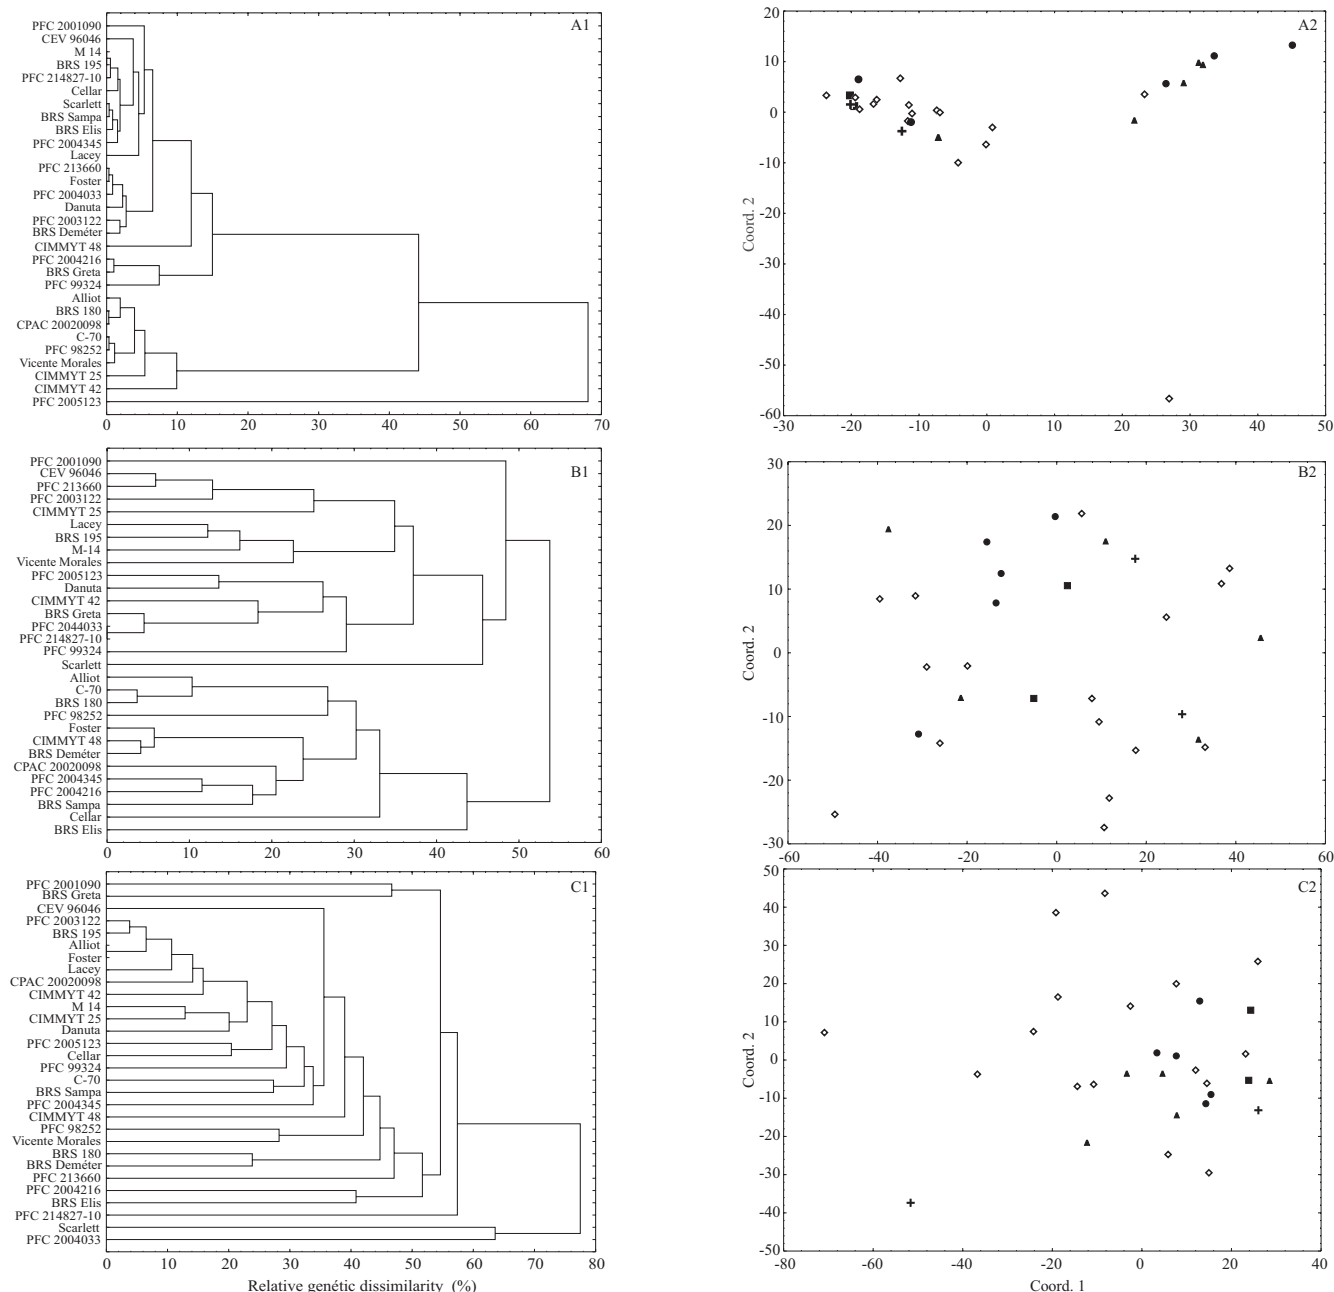 A1
PFC 2001090
CEV 96046
M 14
BRS 195
PFC 214827-10
Cellar
Scarlett
BRS Sampa
BRS Elis
PFC 2004345
Lacey
PFC 213660
Foster
PFC 2004033
Danuta
PFC 2003122
BRS Deméter
CIMMYT 48
PFC 2004216
BRS Greta
PFC 99324
Alliot
BRS 180
CPAC 20020098
C-70
PFC 98252
Vicente Morales
CIMMYT 25
CIMMYT 42
PFC 2005123
0 10 20 30 40 50 60 70
A2
20
10
0
-10
-20
-30
-40
-50
-60
Coord. 2
-30 -20 -10 0 10 20 30 40 50
B1
PFC 2001090
CEV 96046
PFC 213660
PFC 2003122
CIMMYT 25
Lacey
BRS 195
M-14
Vicente Morales
PFC 2005123
Danuta
CIMMYT 42
BRS Greta
PFC 2044033
PFC 214827-10
PFC 99324
Scarlett
Alliot
C-70
BRS 180
PFC 98252
Foster
CIMMYT 48
BRS Deméter
CPAC 20020098
PFC 2004345
PFC 2004216
BRS Sampa
Cellar
BRS Elis
0 10 20 30 40 50 60
B2
30
20
10
0
-10
-20
-30
Coord. 2
-60 -40 -20 0 20 40 60
C1
PFC 2001090
BRS Greta
CEV 96046
PFC 2003122
BRS 195
Alliot
Foster
Lacey
CPAC 20020098
CIMMYT 42
M 14
CIMMYT 25
Danuta
PFC 2005123
Cellar
PFC 99324
C-70
BRS Sampa
PFC 2004345
CIMMYT 48
PFC 98252
Vicente Morales
BRS 180
BRS Deméter
PFC 213660
PFC 2004216
BRS Elis
PFC 214827-10
Scarlett
PFC 2004033
0 10 20 30 40 50 60 70 80
Relative genétic dissimilarity (%)
C2
50
40
30
20
10
0
-10
-20
-30
-40
-50
Coord. 2
-80 -60 -40 -20 0 20 40
Coord. 1